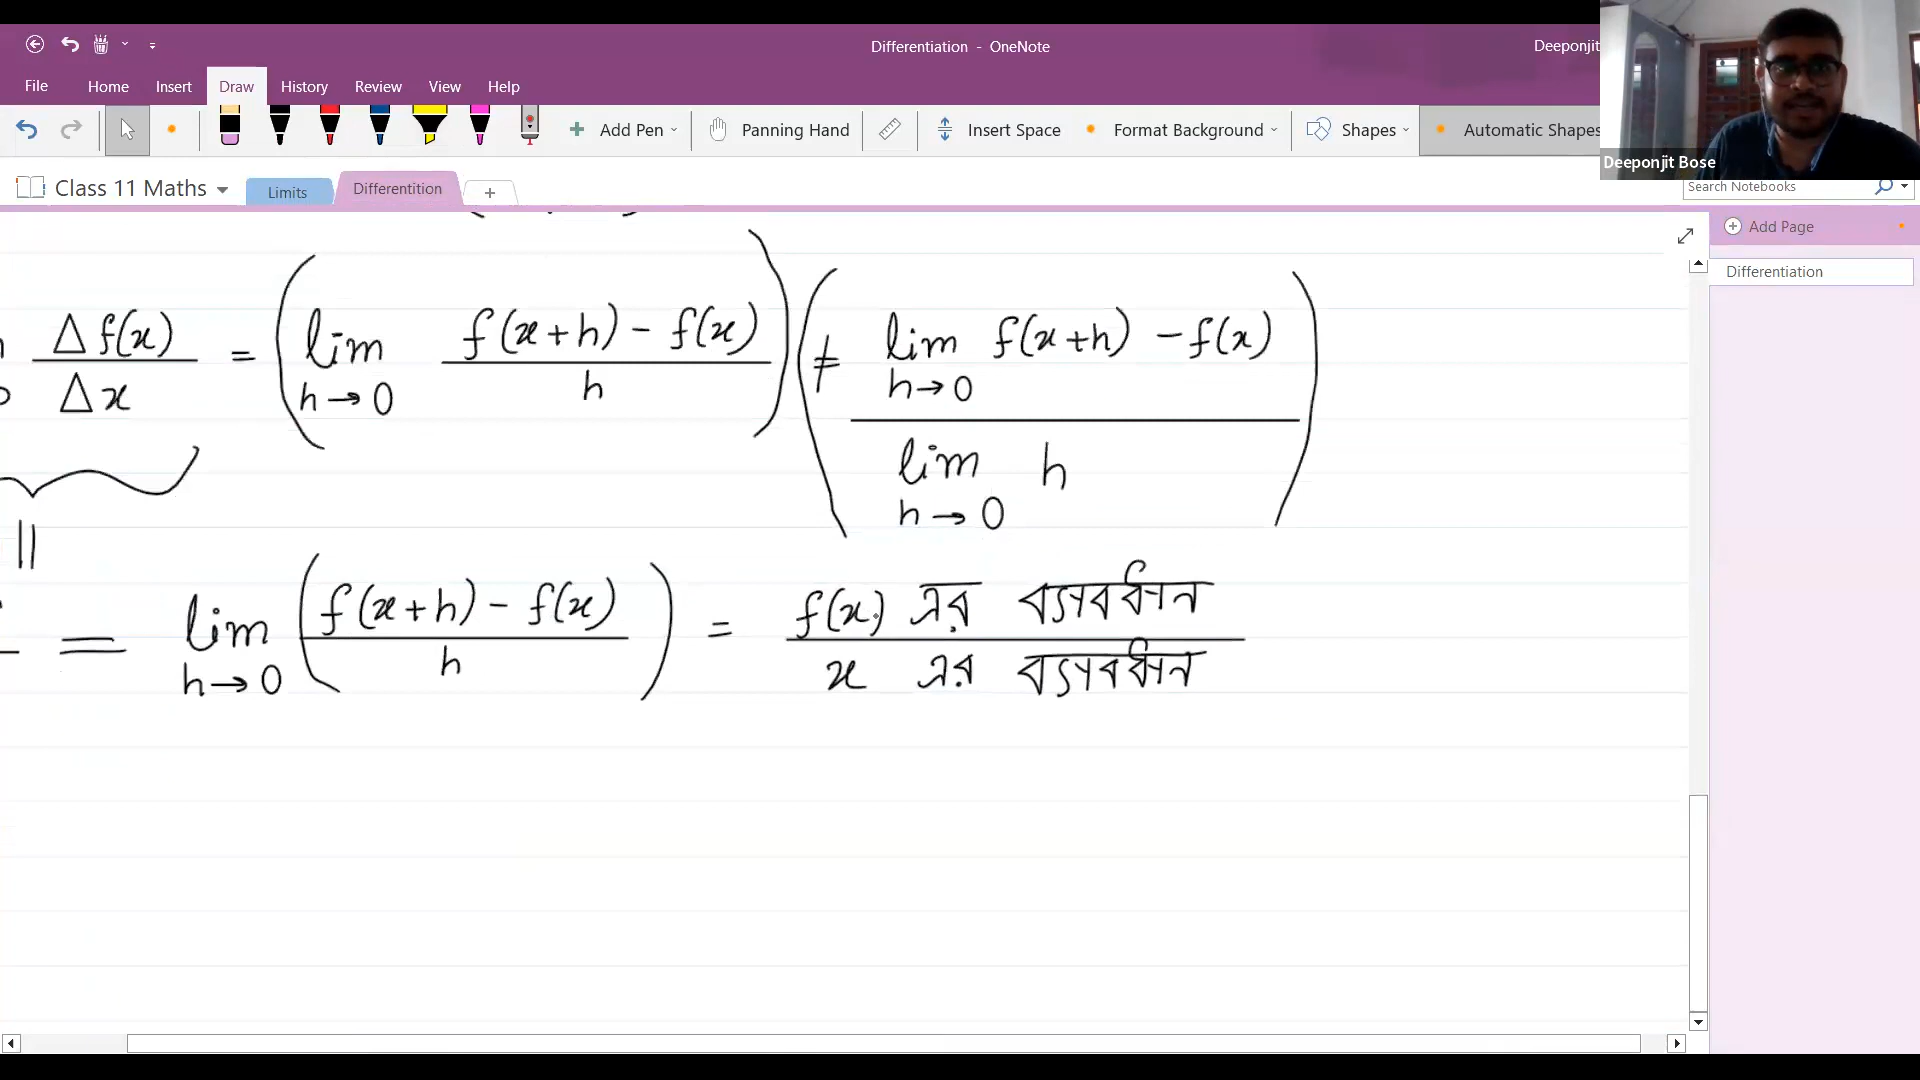 Differentiation - OneNote
Deeponjit
File Home Insert Draw History Review View Help
Add Pen Panning Hand Insert Space Format Background Shapes Automatic Shapes
Deeponjit Bose
Class 11 Maths Limits Differentition + Search Notebooks
Add Page
Differentiation
Δf(x)/Δx = (lim h→0 f(x+h) - f(x) / h) (≠ lim h→0 f(x+h) - f(x) / lim h→0 h)
||
= lim h→0 (f(x+h) - f(x) / h) = f(x) এর ব্যবর্ধান / x এর ব্যবর্ধান